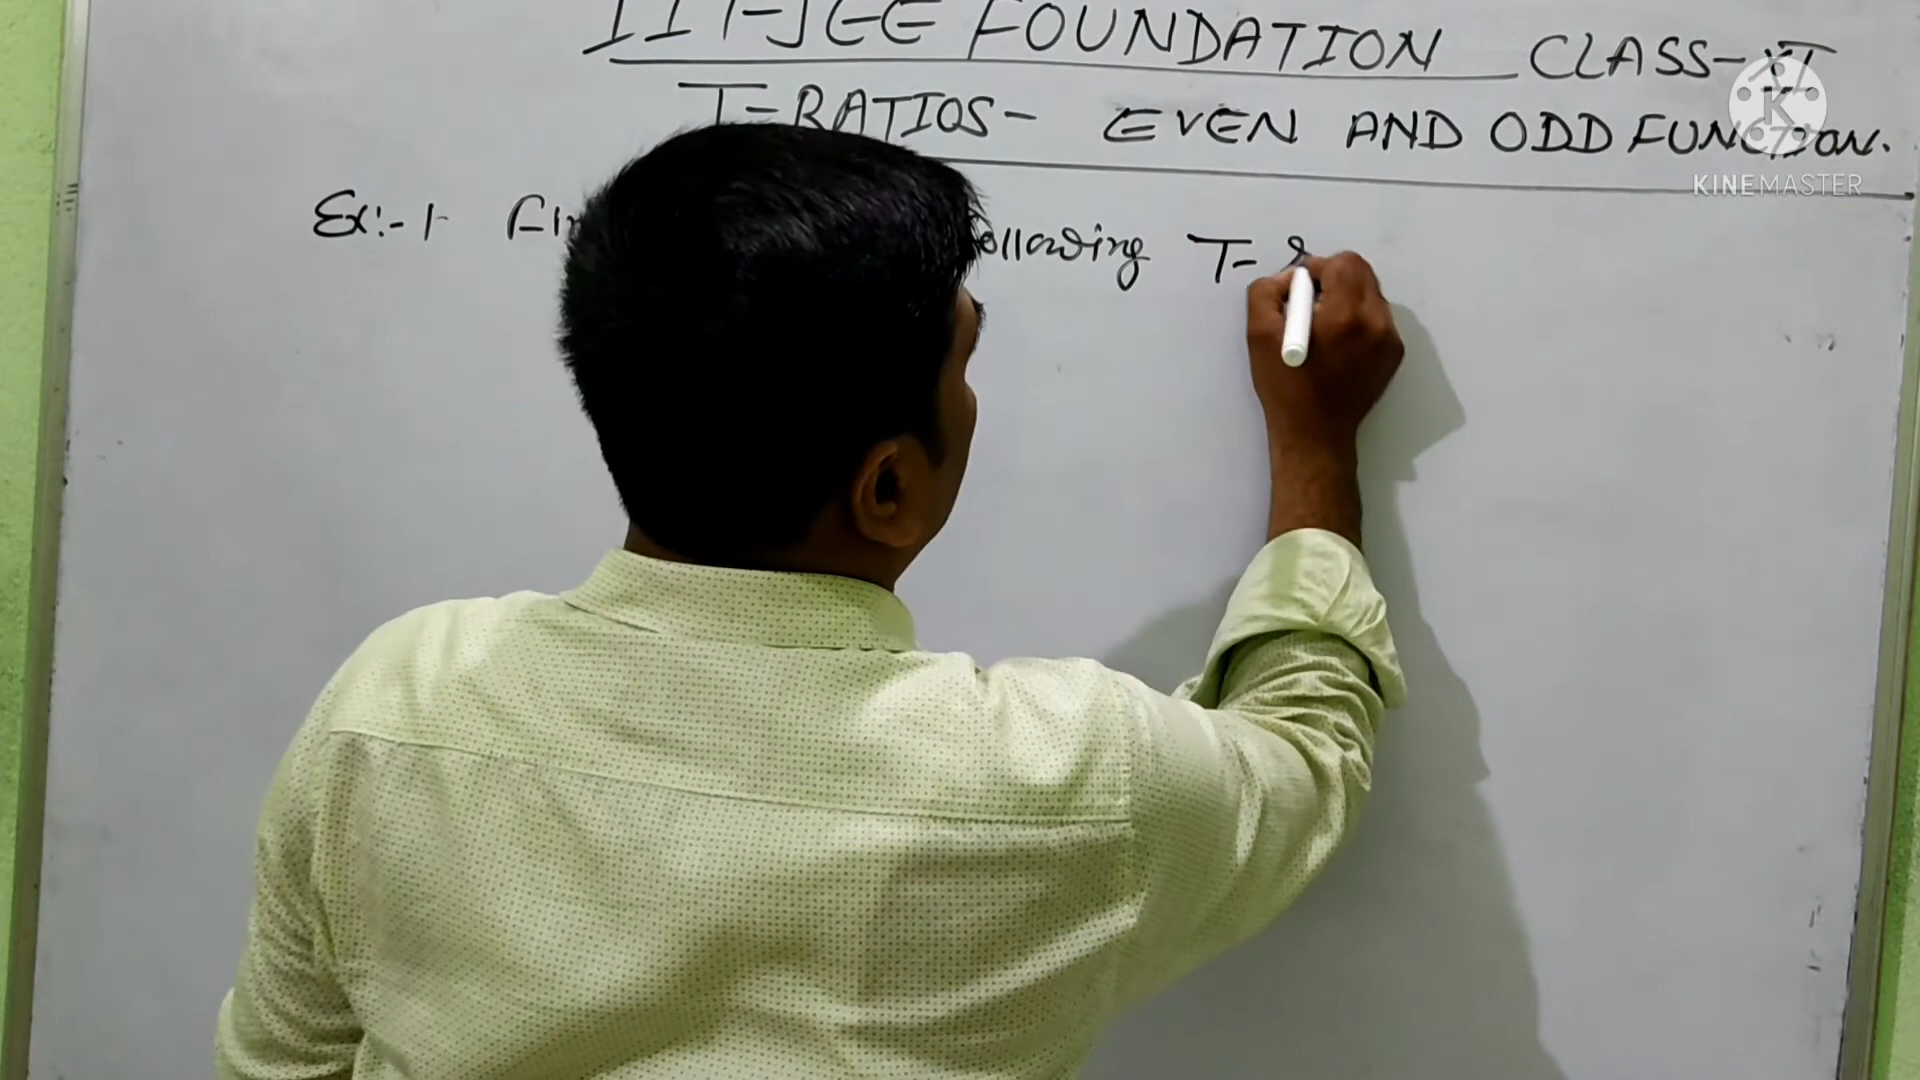 IIT-JEE FOUNDATION CLASS-XI
T-RATIOS- EVEN AND ODD FUNCTION.
K
KINEMASTER
Ex:-1 following T-